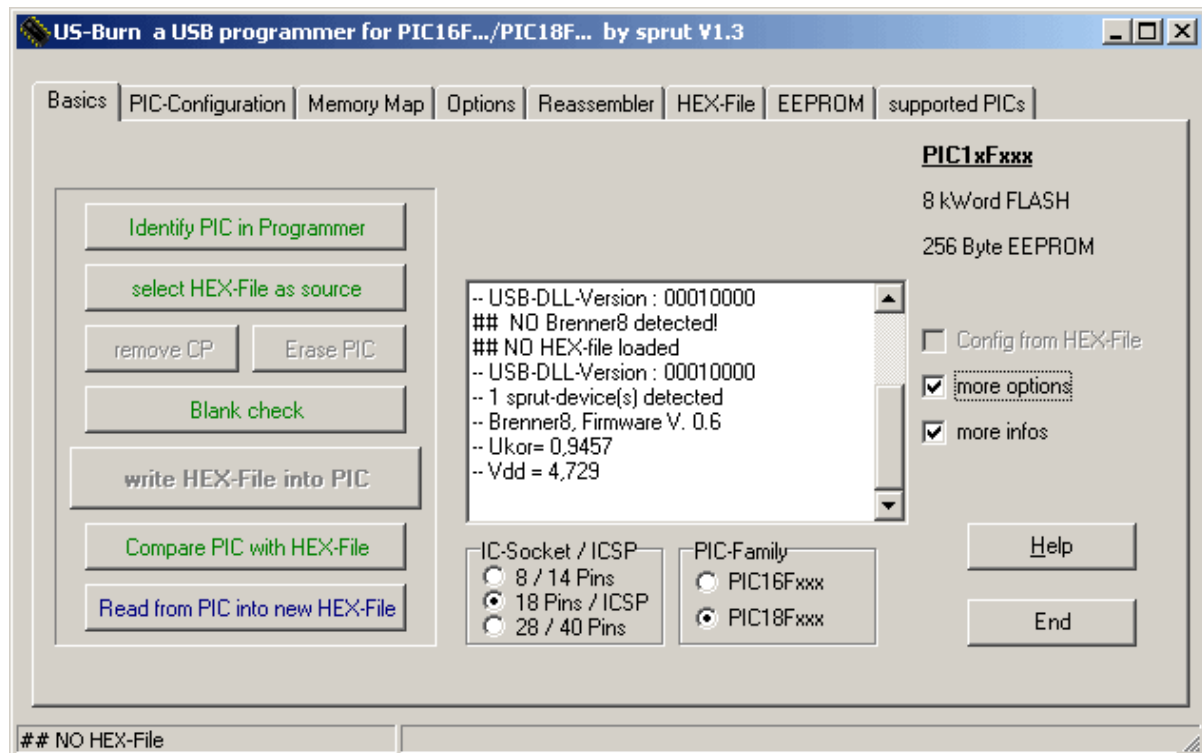 US-Burn a USB programmer for PIC16F.../PIC18F... by sprut V1.3
Basics
PIC-Configuration
Memory Map
Options
Reassembler
HEX-File
EEPROM
supported PICs
Identify PIC in Programmer
select HEX-File as source
remove CP
Erase PIC
Blank check
write HEX-File into PIC
Compare PIC with HEX-File
Read from PIC into new HEX-File
-- USB-DLL-Version : 00010000
## NO Brenner8 detected!
## NO HEX-file loaded
-- USB-DLL-Version : 00010000
-- 1 sprut-device(s) detected
-- Brenner8, Firmware V. 0.6
-- Ukor= 0,9457
-- Vdd = 4,729
IC-Socket / ICSP
8 / 14 Pins
18 Pins / ICSP
28 / 40 Pins
PIC-Family
PIC16Fxxx
PIC18Fxxx
PIC1xFxxx
8 kWord FLASH
256 Byte EEPROM
Config from HEX-File
more options
more infos
Help
End
## NO HEX-File